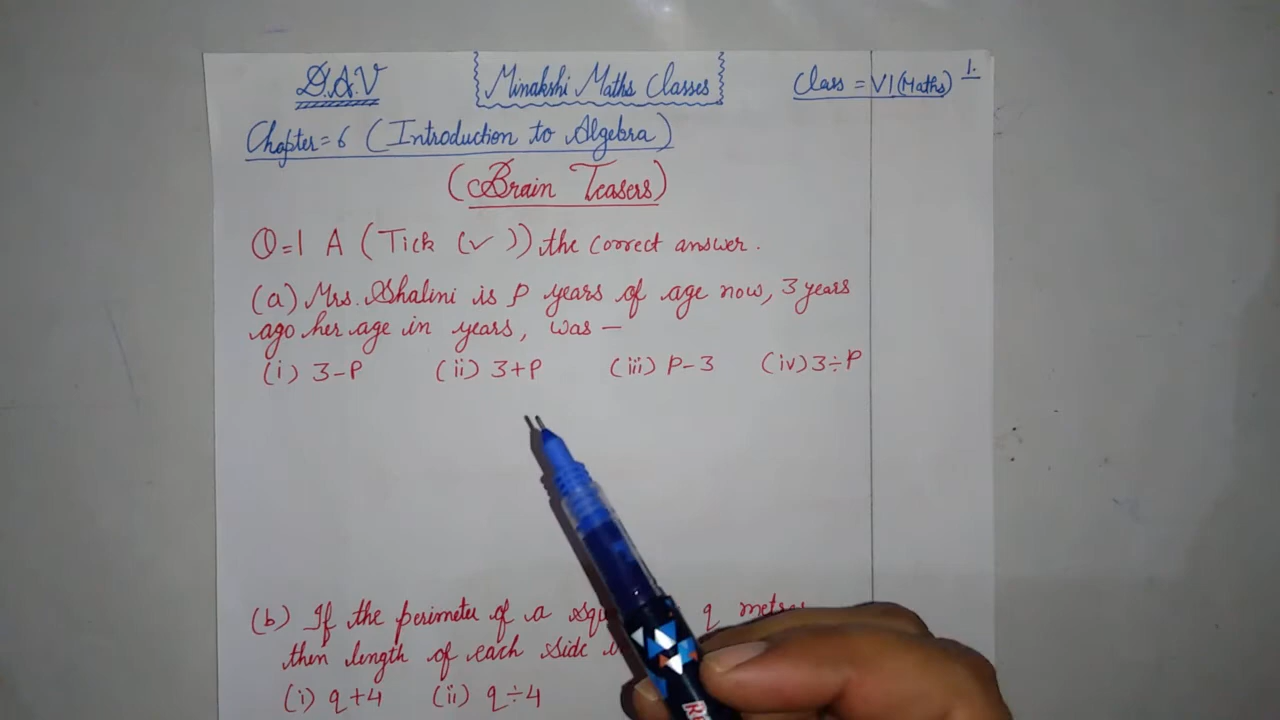 D.A.V
Minakshi Maths Classes
Class = VI (Maths)
1.
Chapter = 6 (Introduction to Algebra)
(Brain Teasers)
Q=1 A (Tick (✓)) the correct answer.
(a) Mrs. Shalini is P years of age now, 3 years
ago her age in years, was —
(i) 3-P (ii) 3+P (iii) P-3 (iv) 3÷P
(b) If the perimeter of a q metres
then length of each side
(i) q+4 (ii) q÷4